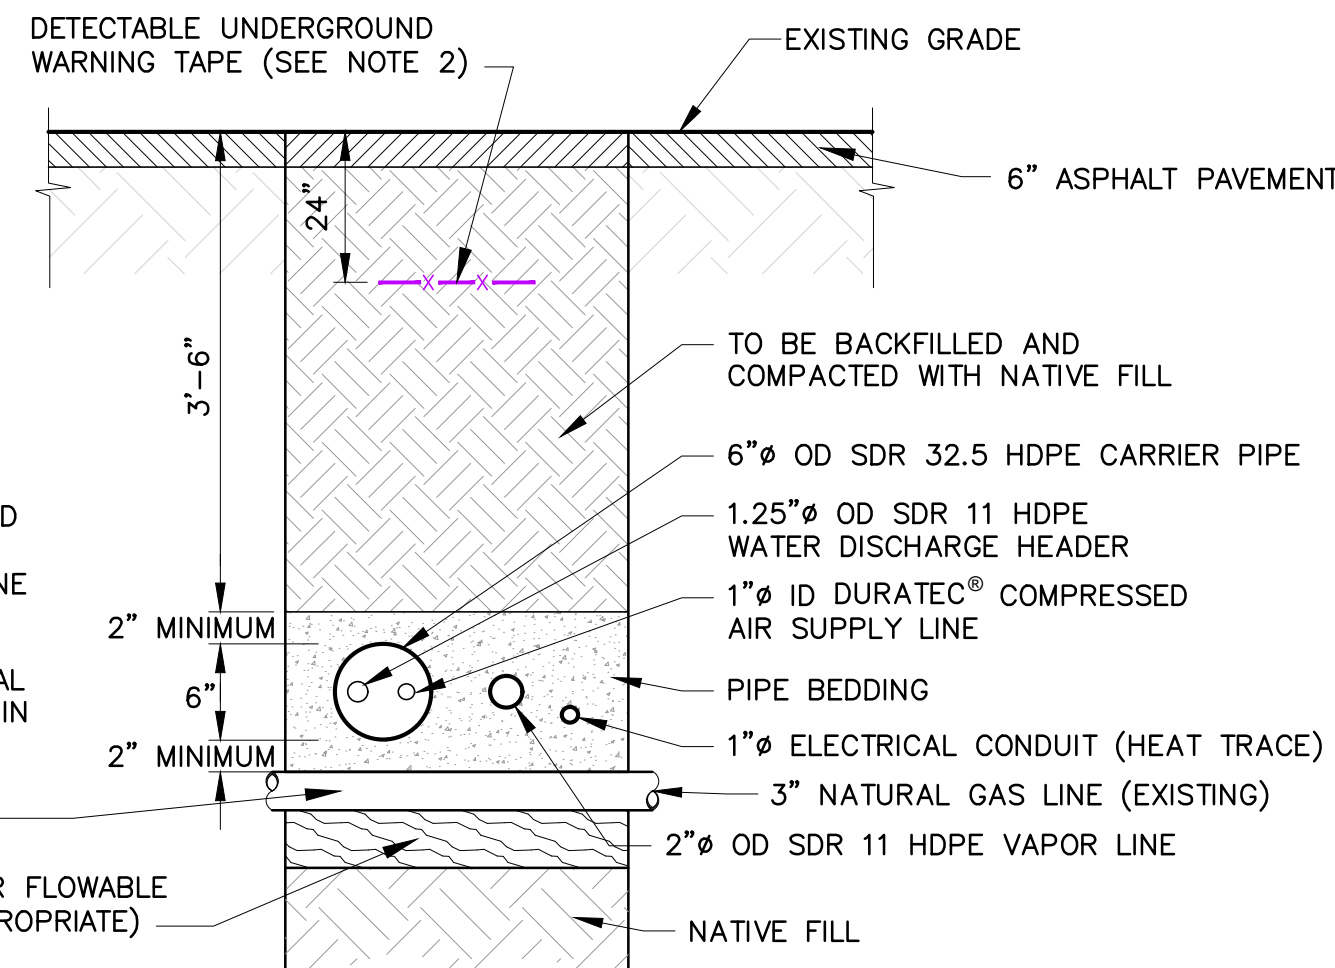 DETECTABLE UNDERGROUND
WARNING TAPE (SEE NOTE 2)
EXISTING GRADE
6” ASPHALT PAVEMENT
24”
3’-6”
TO BE BACKFILLED AND
COMPACTED WITH NATIVE FILL
6”ø OD SDR 32.5 HDPE CARRIER PIPE
1.25”ø OD SDR 11 HDPE
WATER DISCHARGE HEADER
1”ø ID DURATEC® COMPRESSED
AIR SUPPLY LINE
PIPE BEDDING
1”ø ELECTRICAL CONDUIT (HEAT TRACE)
3” NATURAL GAS LINE (EXISTING)
2”ø OD SDR 11 HDPE VAPOR LINE
NATIVE FILL
D
NE
2” MINIMUM
AL
IN
6”
2” MINIMUM
R FLOWABLE
ROPRIATE)